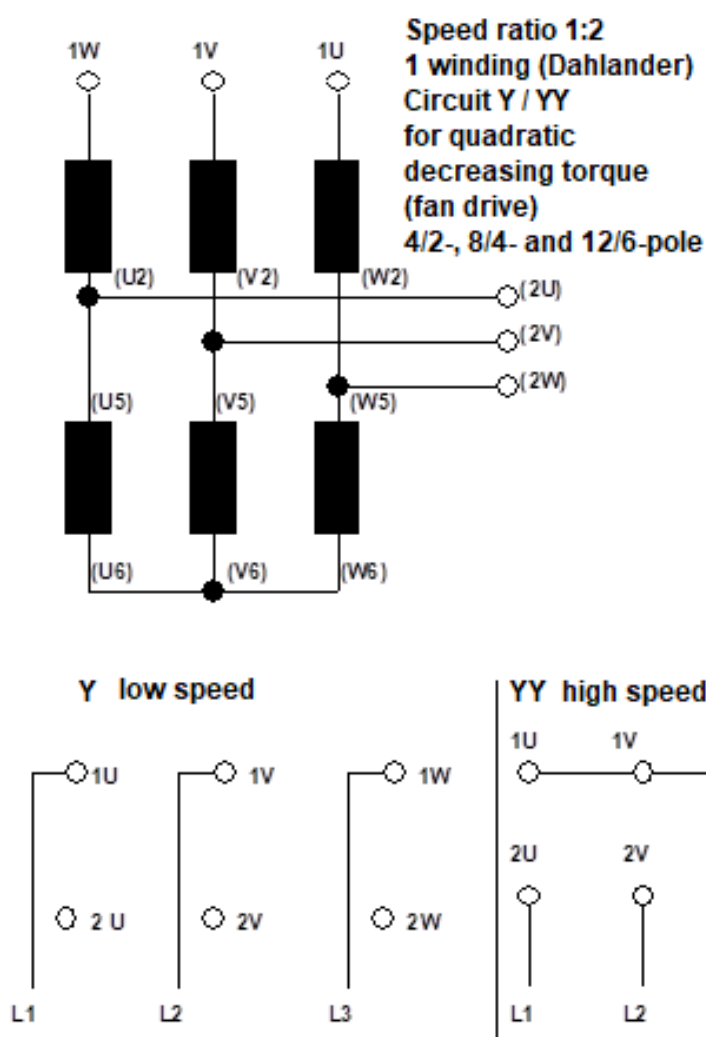 Speed ratio 1:2
1 winding (Dahlander)
Circuit Y / YY
for quadratic
decreasing torque
(fan drive)
4/2-, 8/4- and 12/6-pole
1W 1V 1U
(U2) (V2) (W2)
(2U)
(2V)
(2W)
(U5) (V5) (W5)
(U6) (V6) (W6)
Y low speed
YY high speed
1U 1V
1U 1V 1W
2U 2V
2 U 2V 2W
L1 L2 L3
L1 L2